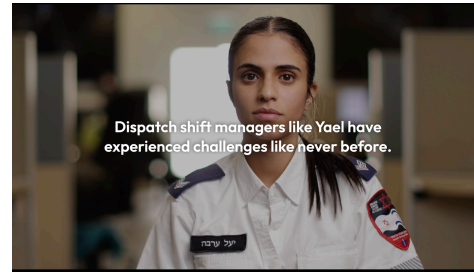 Dispatch shift managers like Yael have
experienced challenges like never before.
יעל ערבה